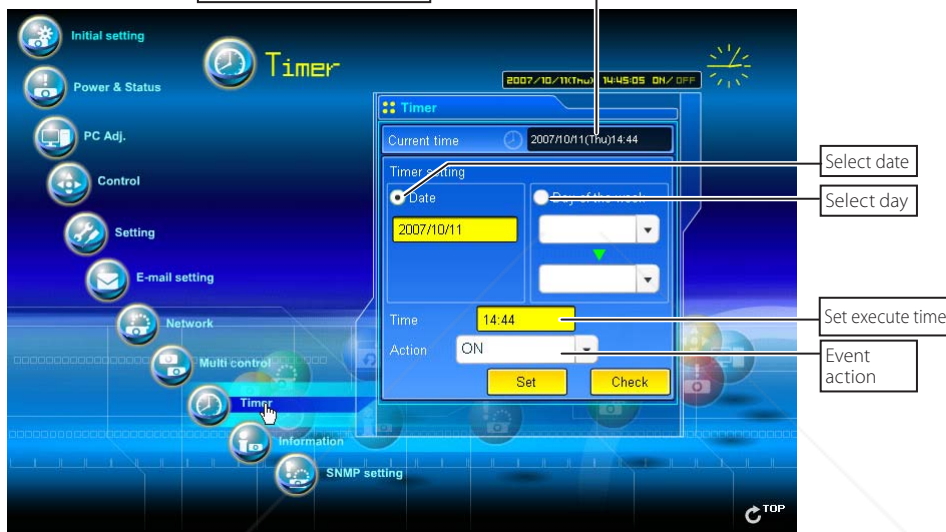 Initial setting
Power & Status
PC Adj.
Control
Setting
E-mail setting
Network
Multi control
Timer
Information
SNMP setting
Timer
2007/10/11(Thu) 14:45:05 ON/OFF
Timer
Current time 2007/10/11(Thu)14:44
Timer setting
Date
Day of the week
2007/10/11
Time 14:44
Action ON
Set Check
TOP
Select date
Select day
Set execute time
Event
action